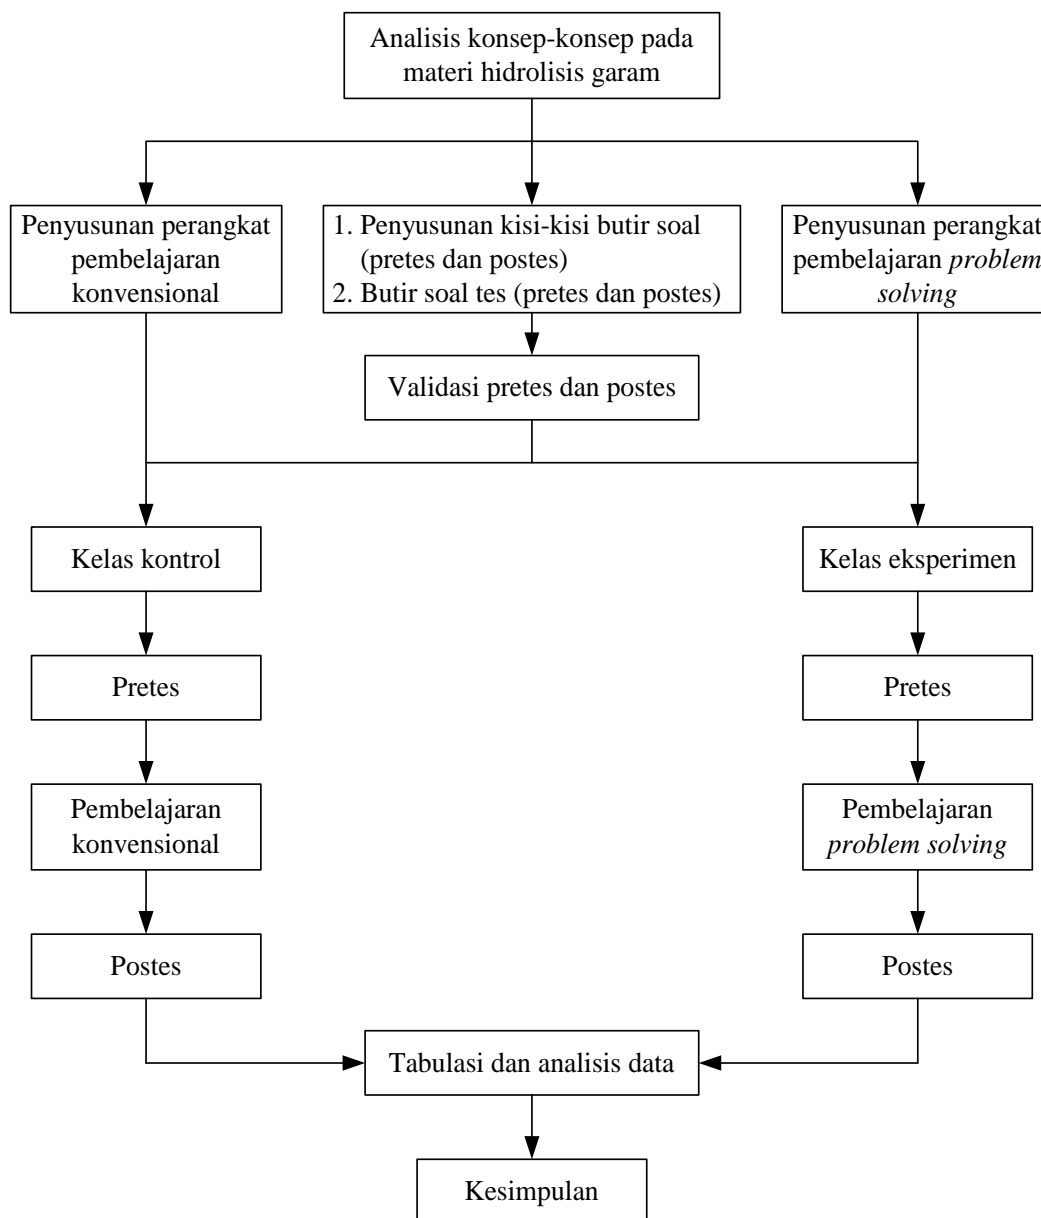 Analisis konsep-konsep pada
materi hidrolisis garam
Penyusunan perangkat
pembelajaran
konvensional
1. Penyusunan kisi-kisi butir soal
(pretes dan postes)
2. Butir soal tes (pretes dan postes)
Penyusunan perangkat
pembelajaran problem
solving
Validasi pretes dan postes
Kelas kontrol
Kelas eksperimen
Pretes
Pretes
Pembelajaran
konvensional
Pembelajaran
problem solving
Postes
Postes
Tabulasi dan analisis data
Kesimpulan